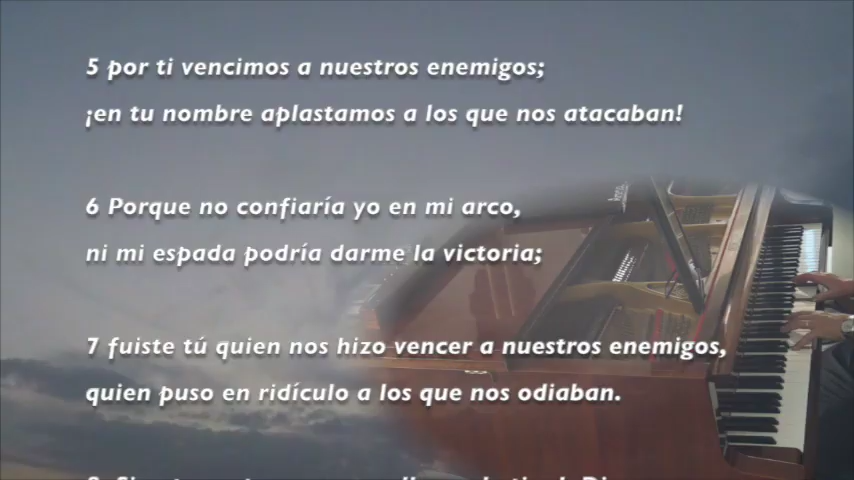 5 por ti vencimos a nuestros enemigos;
¡en tu nombre aplastamos a los que nos atacaban!
6 Porque no confiaría yo en mi arco,
ni mi espada podría darme la victoria;
7 fuiste tú quien nos hizo vencer a nuestros enemigos,
quien puso en ridículo a los que nos odiaban.